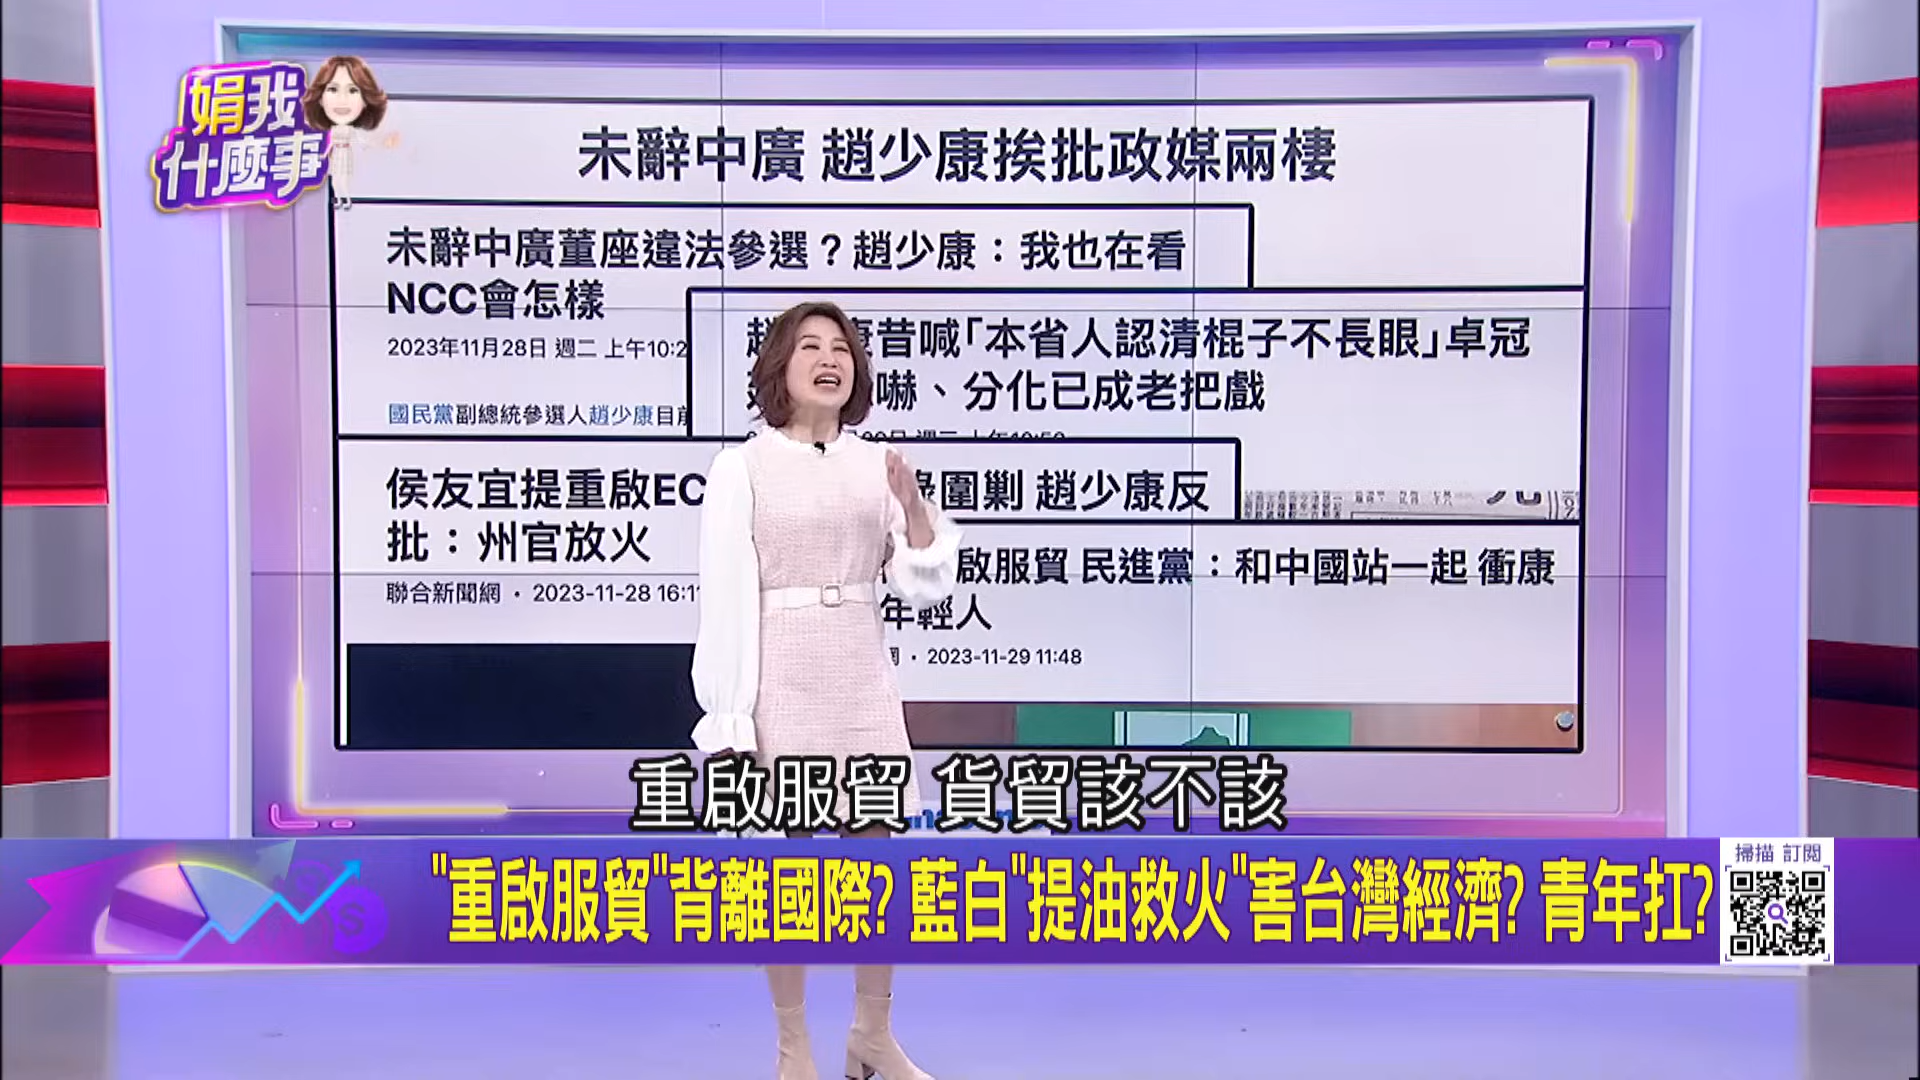 娟我
什麼事
未辭中廣 趙少康挨批政媒兩棲
未辭中廣董座違法參選？趙少康：我也在看
NCC會怎樣
2023年11月28日 週二 上午10:2
國民黨副總統參選人趙少康目前
康昔喊「本省人認清棍子不長眼」卓冠
嚇、分化已成老把戲
侯友宜提重啟EC
圍剿 趙少康反
批：州官放火
聯合新聞網 · 2023-11-28 16:11
啟服貿 民進黨：和中國站一起 衝康
年輕人
網 · 2023-11-29 11:48
重啟服貿 貨貿該不該
"重啟服貿"背離國際? 藍白"提油救火"害台灣經濟? 青年扛?
掃描 訂閱